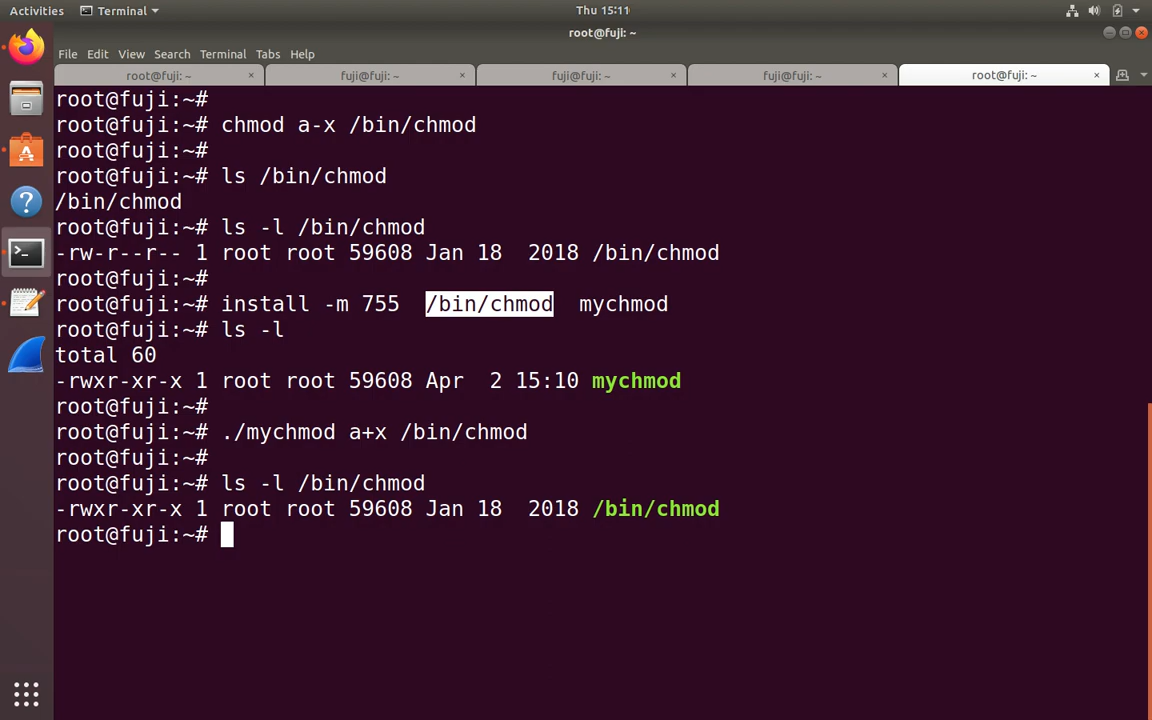 Activities Terminal Thu 15:11
root@fuji: ~
File Edit View Search Terminal Tabs Help
root@fuji: ~ × fuji@fuji: ~ × fuji@fuji: ~ × fuji@fuji: ~ × root@fuji: ~ ×
root@fuji:~#
root@fuji:~# chmod a-x /bin/chmod
root@fuji:~#
root@fuji:~# ls /bin/chmod
/bin/chmod
root@fuji:~# ls -l /bin/chmod
-rw-r--r-- 1 root root 59608 Jan 18  2018 /bin/chmod
root@fuji:~#
root@fuji:~# install -m 755  /bin/chmod  mychmod
root@fuji:~# ls -l
total 60
-rwxr-xr-x 1 root root 59608 Apr  2 15:10 mychmod
root@fuji:~#
root@fuji:~# ./mychmod a+x /bin/chmod
root@fuji:~#
root@fuji:~# ls -l /bin/chmod
-rwxr-xr-x 1 root root 59608 Jan 18  2018 /bin/chmod
root@fuji:~#